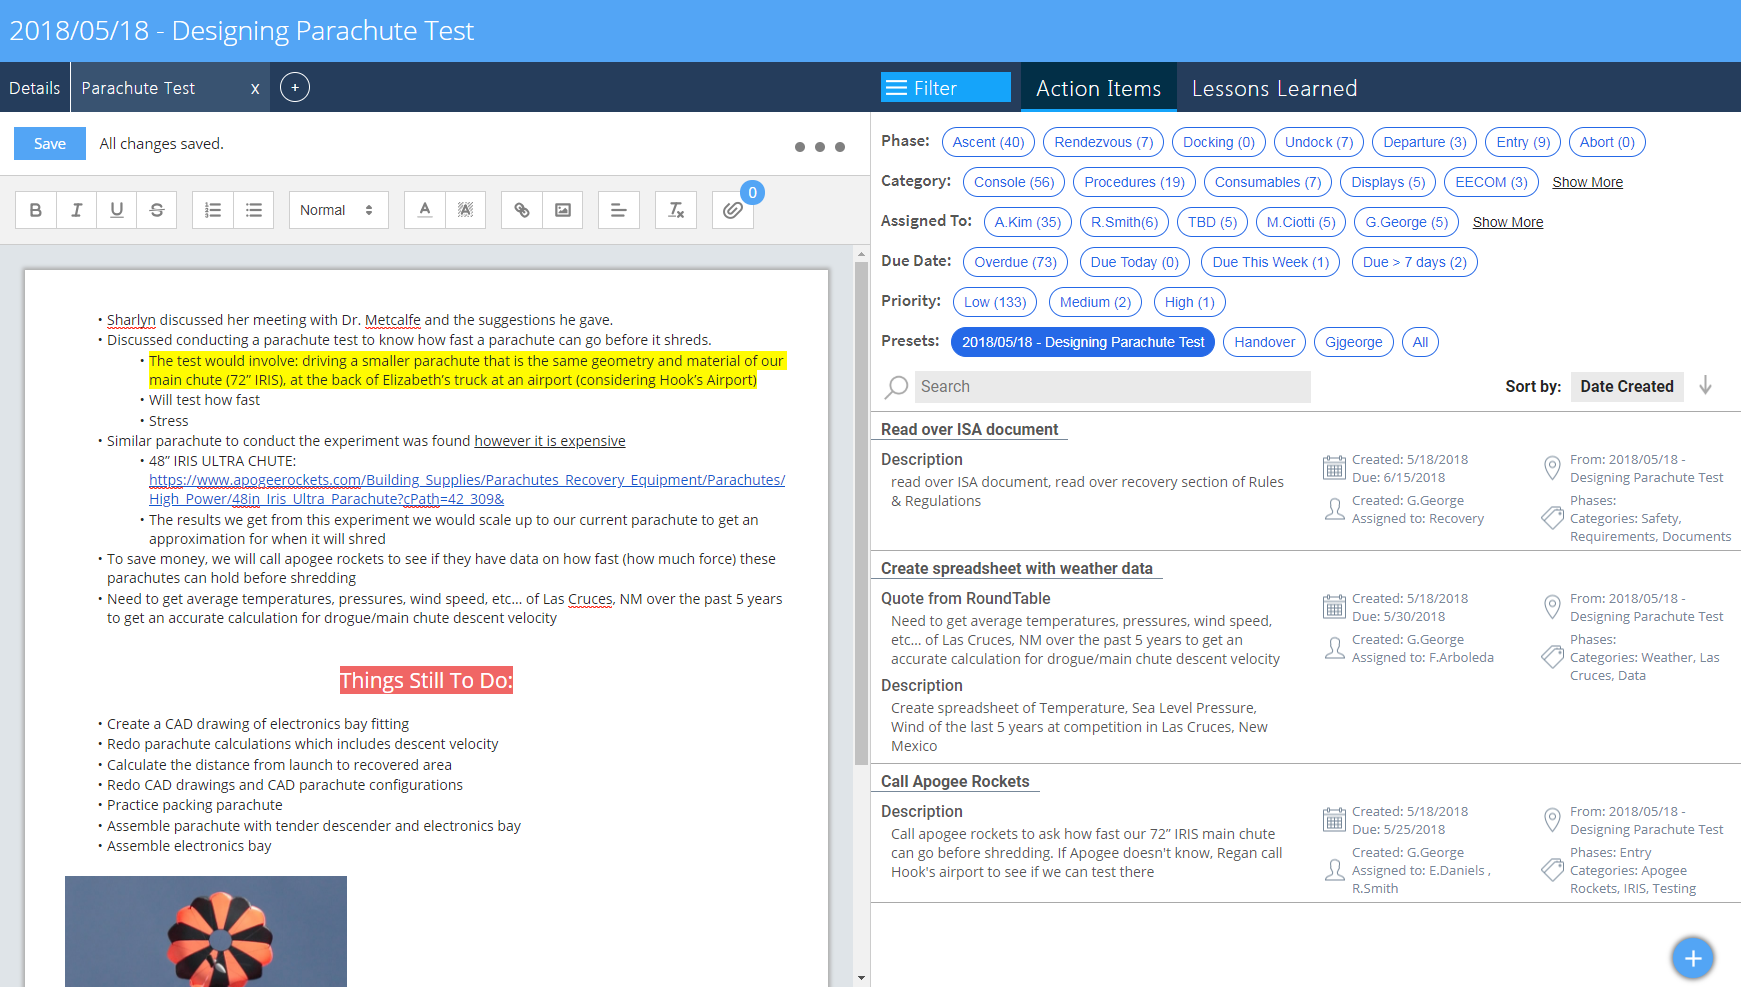 2018/05/18 - Designing Parachute Test
Details
Parachute Test
x
+
Filter
Action Items
Lessons Learned
Save
All changes saved.
0
B I U S
Normal
A
A
Tx
• Sharlyn discussed her meeting with Dr. Metcalfe and the suggestions he gave.
• Discussed conducting a parachute test to know how fast a parachute can go before it shreds.
• The test would involve: driving a smaller parachute that is the same geometry and material of our
main chute (72” IRIS), at the back of Elizabeth’s truck at an airport (considering Hook’s Airport)
• Will test how fast
• Stress
• Similar parachute to conduct the experiment was found however it is expensive
• 48” IRIS ULTRA CHUTE:
https://www.apogeerockets.com/Building_Supplies/Parachutes_Recovery_Equipment/Parachutes/
High_Power/48in_Iris_Ultra_Parachute?cPath=42_309&
• The results we get from this experiment we would scale up to our current parachute to get an
approximation for when it will shred
• To save money, we will call apogee rockets to see if they have data on how fast (how much force) these
parachutes can hold before shredding
• Need to get average temperatures, pressures, wind speed, etc... of Las Cruces, NM over the past 5 years
to get an accurate calculation for drogue/main chute descent velocity
Things Still To Do:
• Create a CAD drawing of electronics bay fitting
• Redo parachute calculations which includes descent velocity
• Calculate the distance from launch to recovered area
• Redo CAD drawings and CAD parachute configurations
• Practice packing parachute
• Assemble parachute with tender descender and electronics bay
• Assemble electronics bay
Phase: Ascent (40) Rendezvous (7) Docking (0) Undock (7) Departure (3) Entry (9) Abort (0)
Category: Console (56) Procedures (19) Consumables (7) Displays (5) EECOM (3) Show More
Assigned To: A.Kim (35) R.Smith(6) TBD (5) M.Ciotti (5) G.George (5) Show More
Due Date: Overdue (73) Due Today (0) Due This Week (1) Due > 7 days (2)
Priority: Low (133) Medium (2) High (1)
Presets: 2018/05/18 - Designing Parachute Test Handover Gjgeorge All
Search
Sort by: Date Created
Read over ISA document
Description
read over ISA document, read over recovery section of Rules
& Regulations
Created: 5/18/2018
Due: 6/15/2018
Created: G.George
Assigned to: Recovery
From: 2018/05/18 -
Designing Parachute Test
Phases:
Categories: Safety,
Requirements, Documents
Create spreadsheet with weather data
Quote from RoundTable
Need to get average temperatures, pressures, wind speed,
etc... of Las Cruces, NM over the past 5 years to get an
accurate calculation for drogue/main chute descent velocity
Description
Create spreadsheet of Temperature, Sea Level Pressure,
Wind of the last 5 years at competition in Las Cruces, New
Mexico
Created: 5/18/2018
Due: 5/30/2018
Created: G.George
Assigned to: F.Arboleda
From: 2018/05/18 -
Designing Parachute Test
Phases:
Categories: Weather, Las
Cruces, Data
Call Apogee Rockets
Description
Call apogee rockets to ask how fast our 72” IRIS main chute
can go before shredding. If Apogee doesn't know, Regan call
Hook's airport to see if we can test there
Created: 5/18/2018
Due: 5/25/2018
Created: G.George
Assigned to: E.Daniels ,
R.Smith
From: 2018/05/18 -
Designing Parachute Test
Phases: Entry
Categories: Apogee
Rockets, IRIS, Testing
+